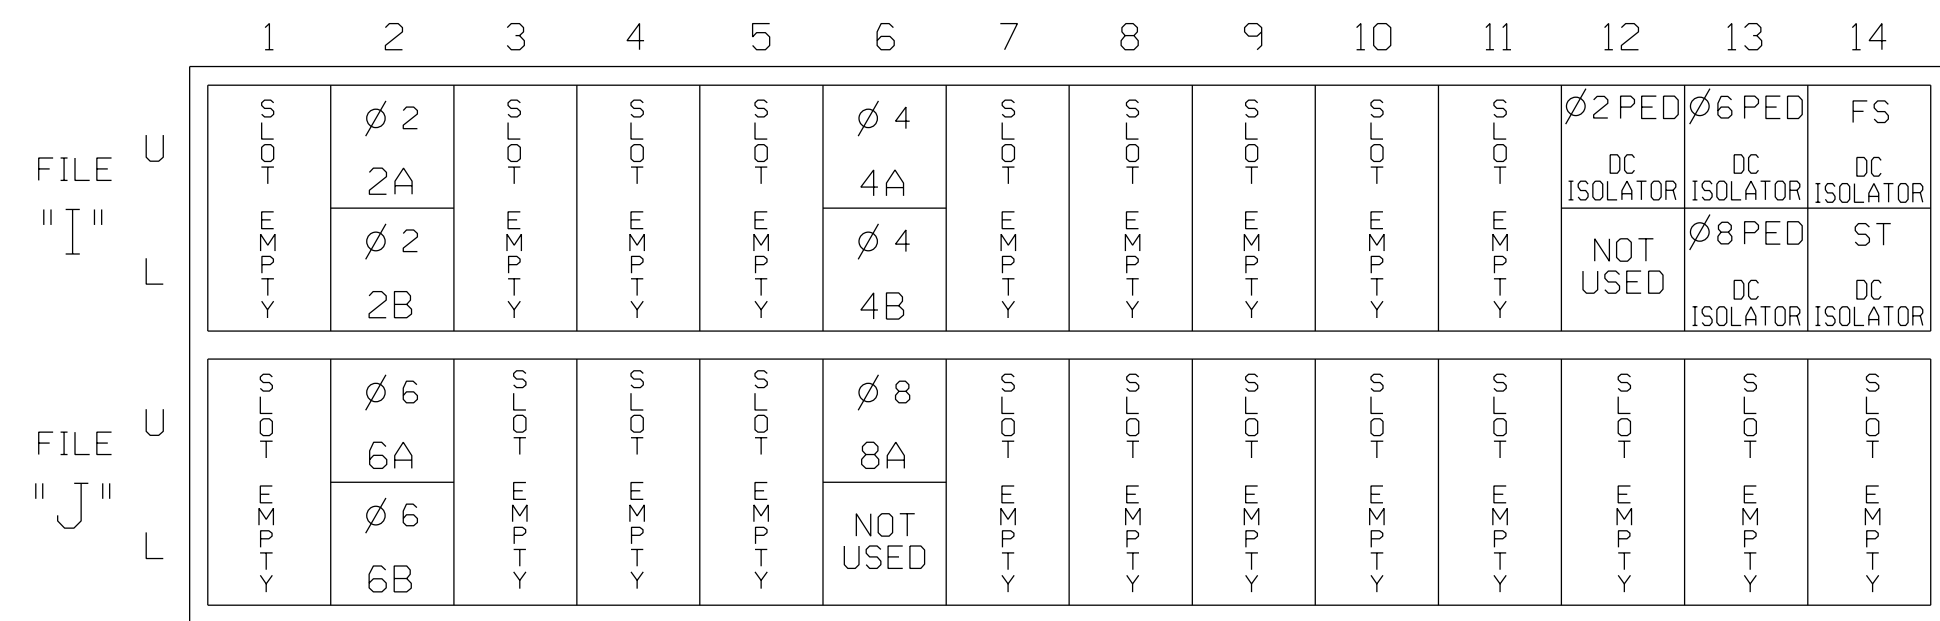 1 2 3 4 5 6 7 8 9 10 11 12 13 14
FILE
"I"
U
L
SLOT EMPTY
Ø 2
2A
Ø 2
2B
SLOT EMPTY
SLOT EMPTY
SLOT EMPTY
Ø 4
4A
Ø 4
4B
SLOT EMPTY
SLOT EMPTY
SLOT EMPTY
SLOT EMPTY
SLOT EMPTY
Ø2 PED
DC
ISOLATOR
NOT
USED
Ø6 PED
DC
ISOLATOR
Ø8 PED
DC
ISOLATOR
FS
DC
ISOLATOR
ST
DC
ISOLATOR
FILE
"J"
U
L
SLOT EMPTY
Ø 6
6A
Ø 6
6B
SLOT EMPTY
SLOT EMPTY
SLOT EMPTY
Ø 8
8A
NOT
USED
SLOT EMPTY
SLOT EMPTY
SLOT EMPTY
SLOT EMPTY
SLOT EMPTY
SLOT EMPTY
SLOT EMPTY
SLOT EMPTY